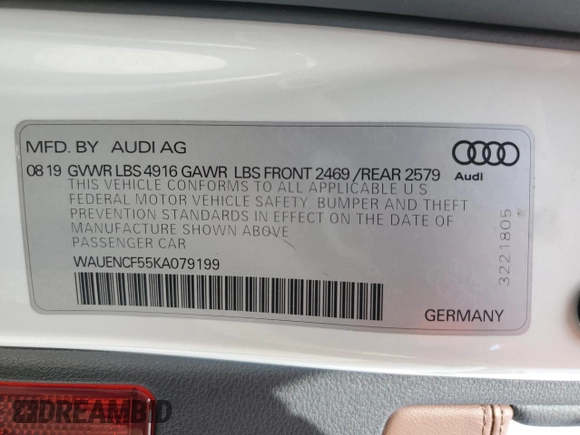 MFD. BY AUDI AG
08 19 GVWR LBS 4916 GAWR LBS FRONT 2469 /REAR 2579
THIS VEHICLE CONFORMS TO ALL APPLICABLE U.S.
FEDERAL MOTOR VEHICLE SAFETY, BUMPER AND THEFT
PREVENTION STANDARDS IN EFFECT ON THE DATE OF
MANUFACTURE SHOWN ABOVE
PASSENGER CAR
WAUENCF55KA079199
Audi
3221805
GERMANY
DREAMBID